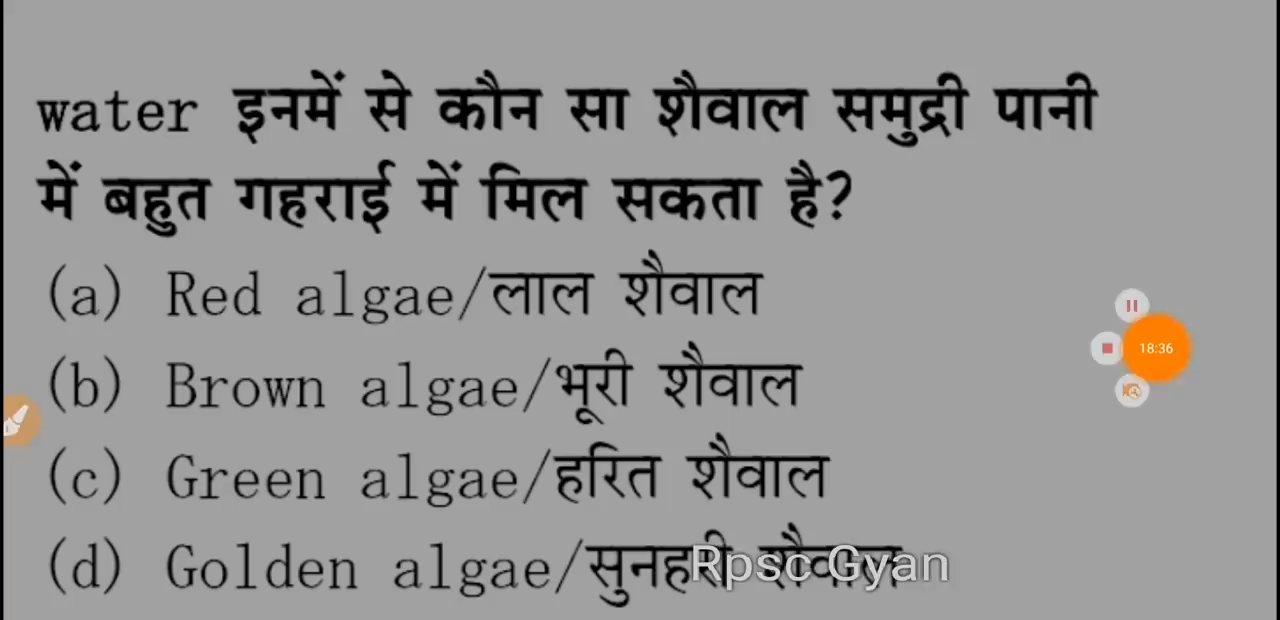 water इनमें से कौन सा शैवाल समुद्री पानी
में बहुत गहराई में मिल सकता है?
(a) Red algae/लाल शैवाल
(b) Brown algae/भूरी शैवाल
(c) Green algae/हरित शैवाल
(d) Golden algae/सुनहरी शैवाल
Rpsc Gyan
18:36